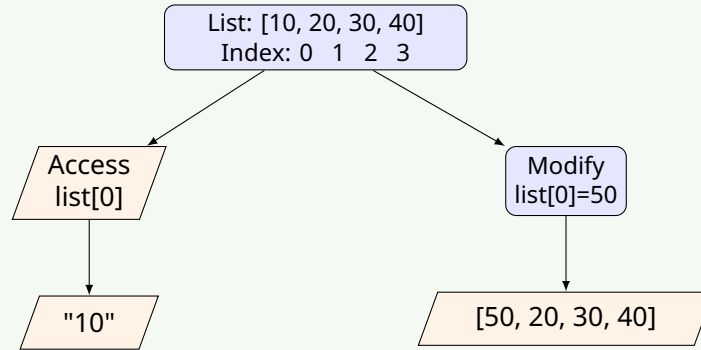 List: [10, 20, 30, 40]
Index: 0 1 2 3
Access
list[0]
Modify
list[0]=50
"10"
[50, 20, 30, 40]